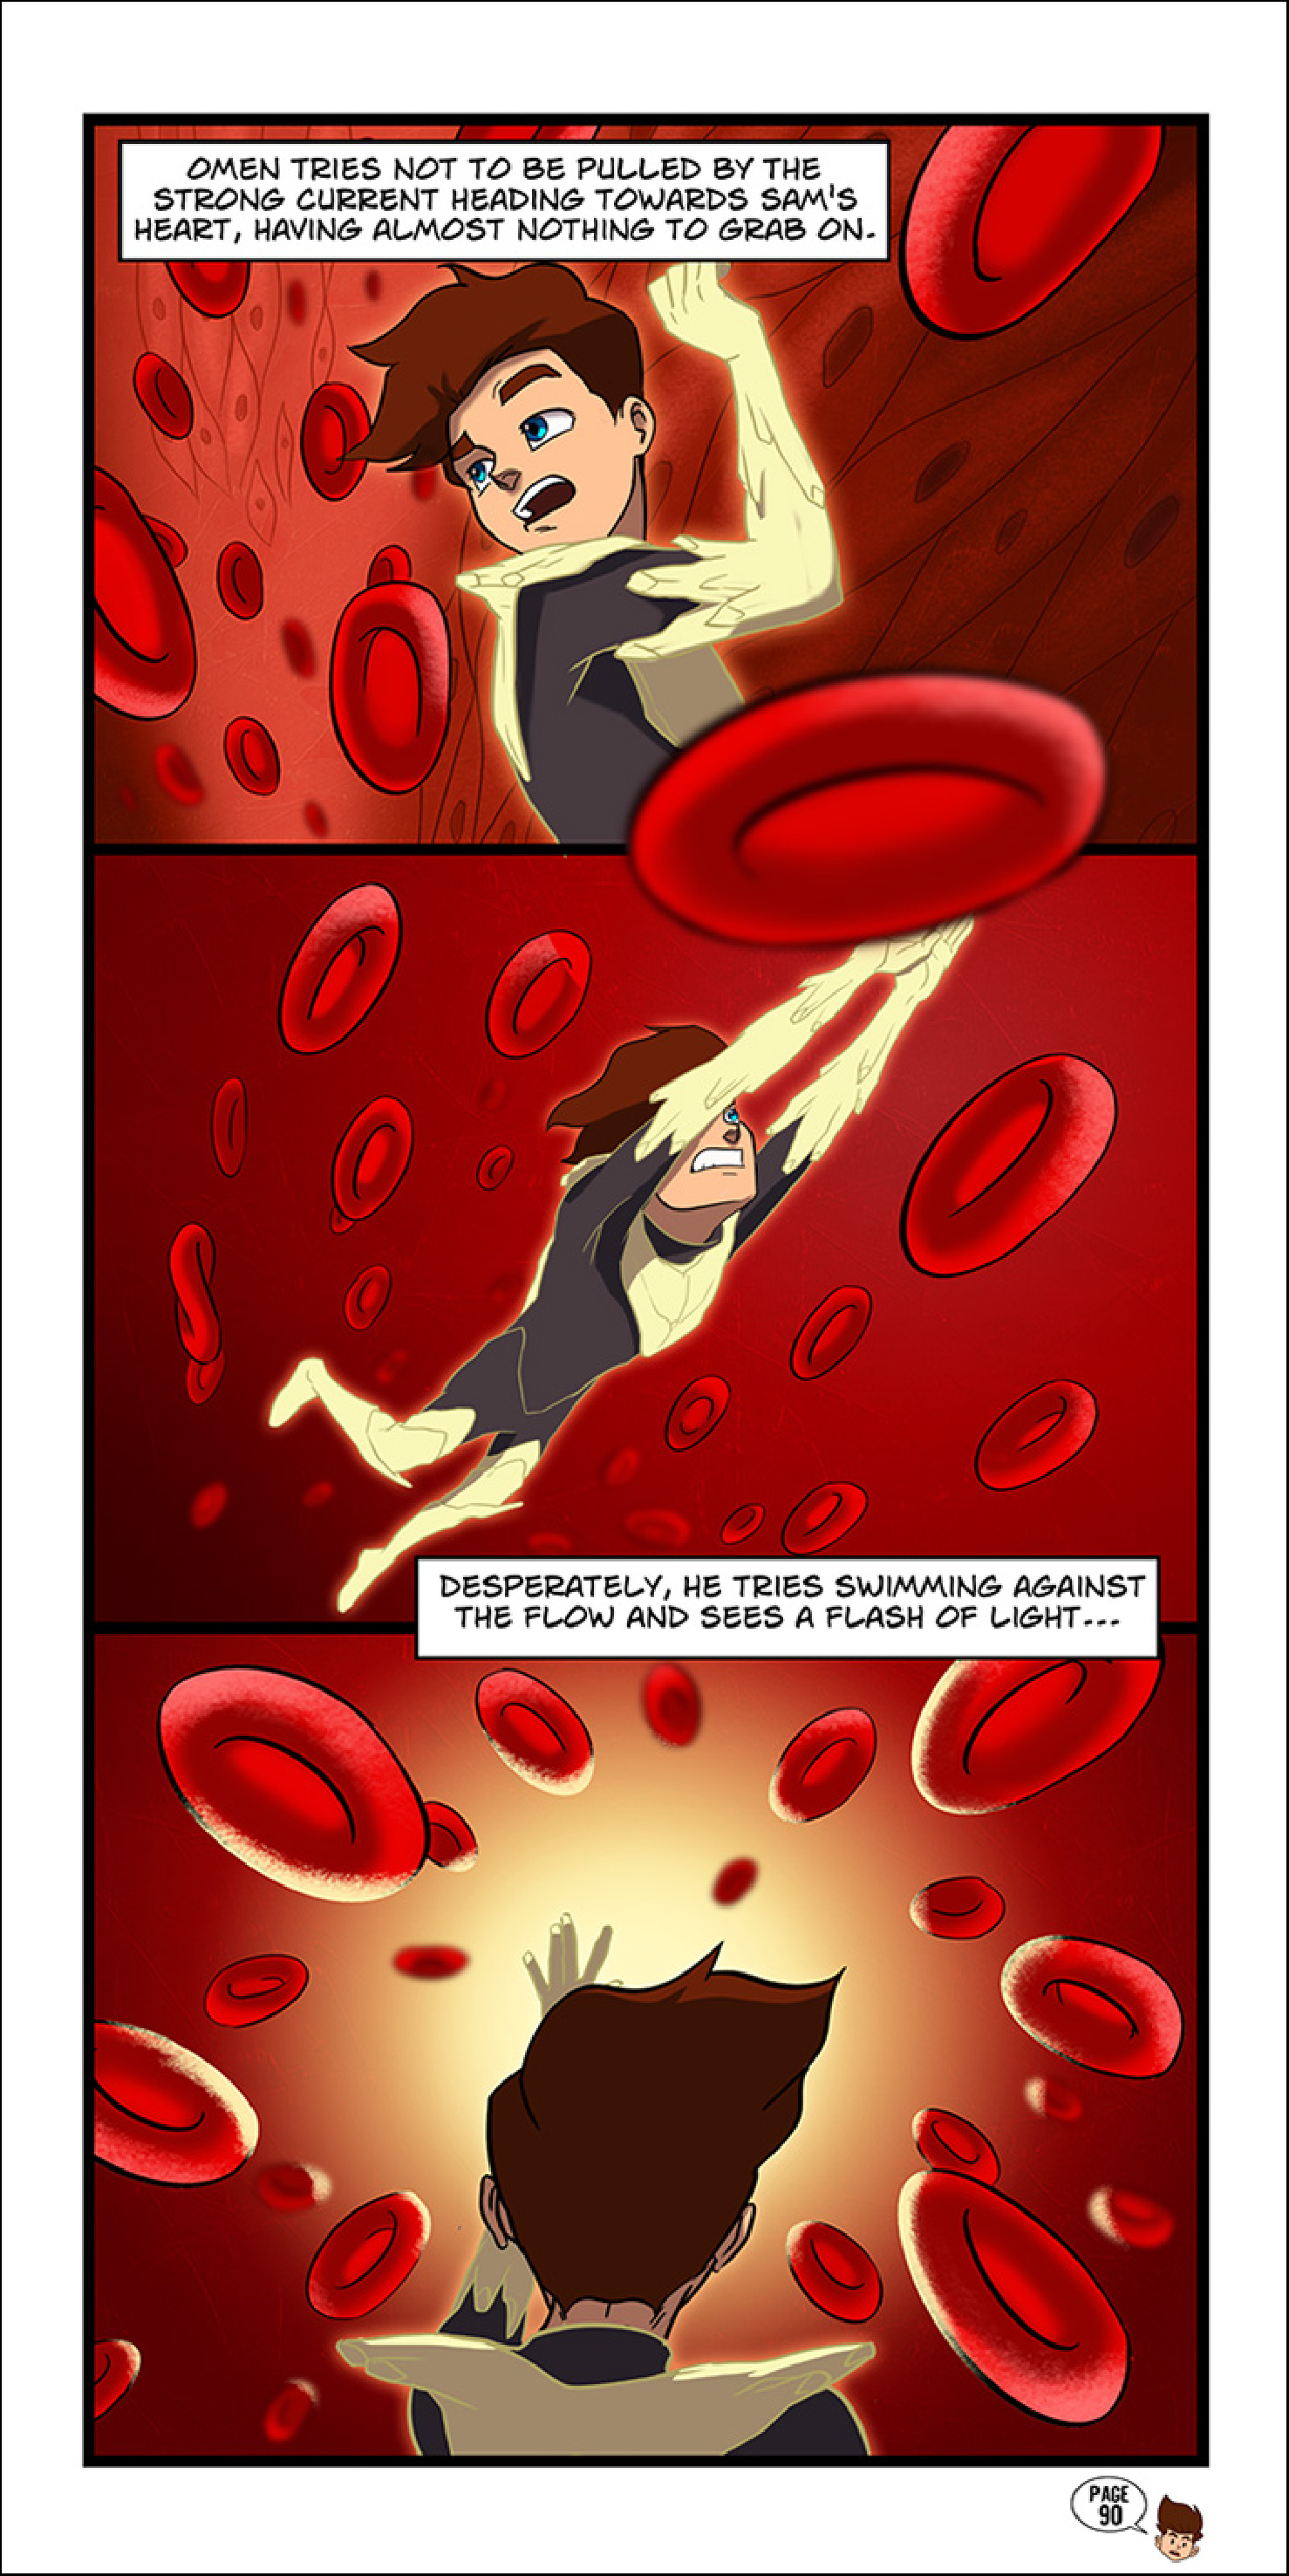 OMEN TRIES NOT TO BE PULLED BY THE
STRONG CURRENT HEADING TOWARDS SAM'S
HEART, HAVING ALMOST NOTHING TO GRAB ON.
DESPERATELY, HE TRIES SWIMMING AGAINST
THE FLOW AND SEES A FLASH OF LIGHT...
PAGE
90